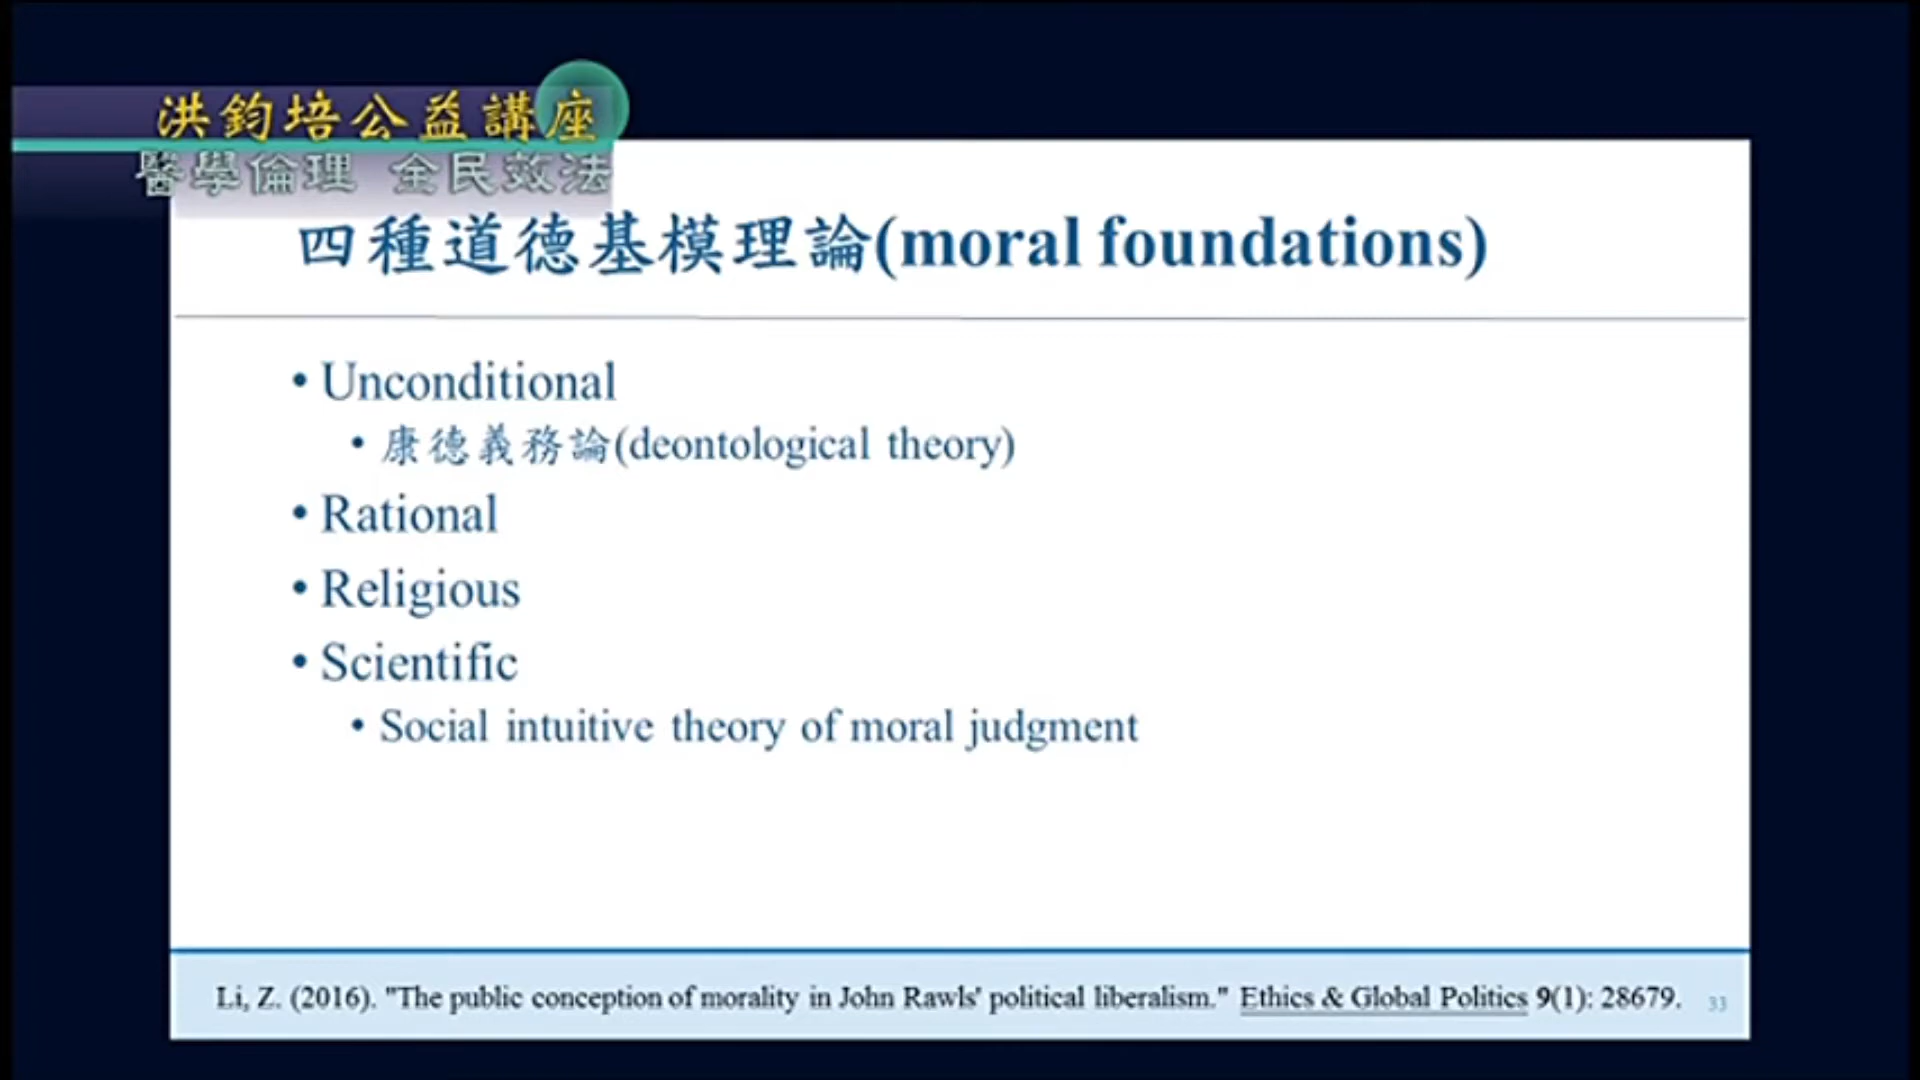 洪鈞培公益講座
醫學倫理 全民效法
四種道德基模理論(moral foundations)
• Unconditional
• 康德義務論(deontological theory)
• Rational
• Religious
• Scientific
• Social intuitive theory of moral judgment
Li, Z. (2016). "The public conception of morality in John Rawls' political liberalism." Ethics & Global Politics 9(1): 28679.
33